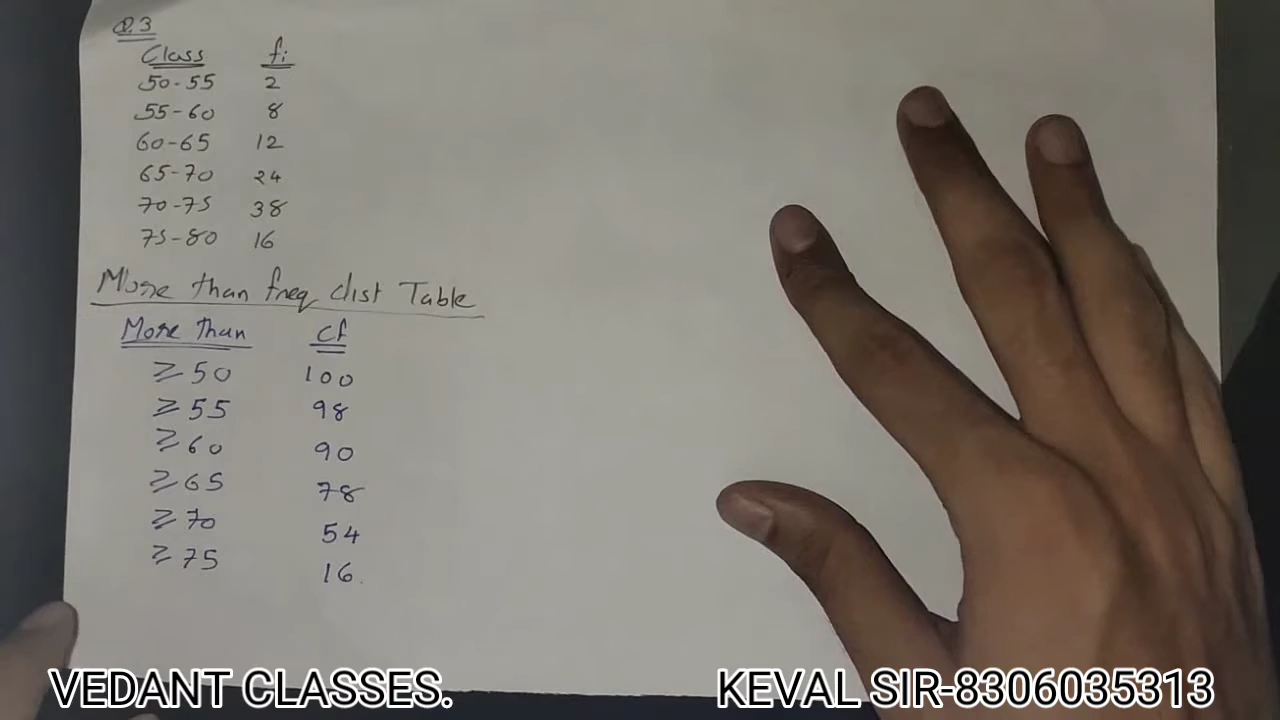 Q.3
Class fi
50-55 2
55-60 8
60-65 12
65-70 24
70-75 38
75-80 16
More than freq dist Table
More than cf
≥ 50 100
≥ 55 98
≥ 60 90
≥ 65 78
≥ 70 54
≥ 75 16.
VEDANT CLASSES. KEVAL SIR-8306035313